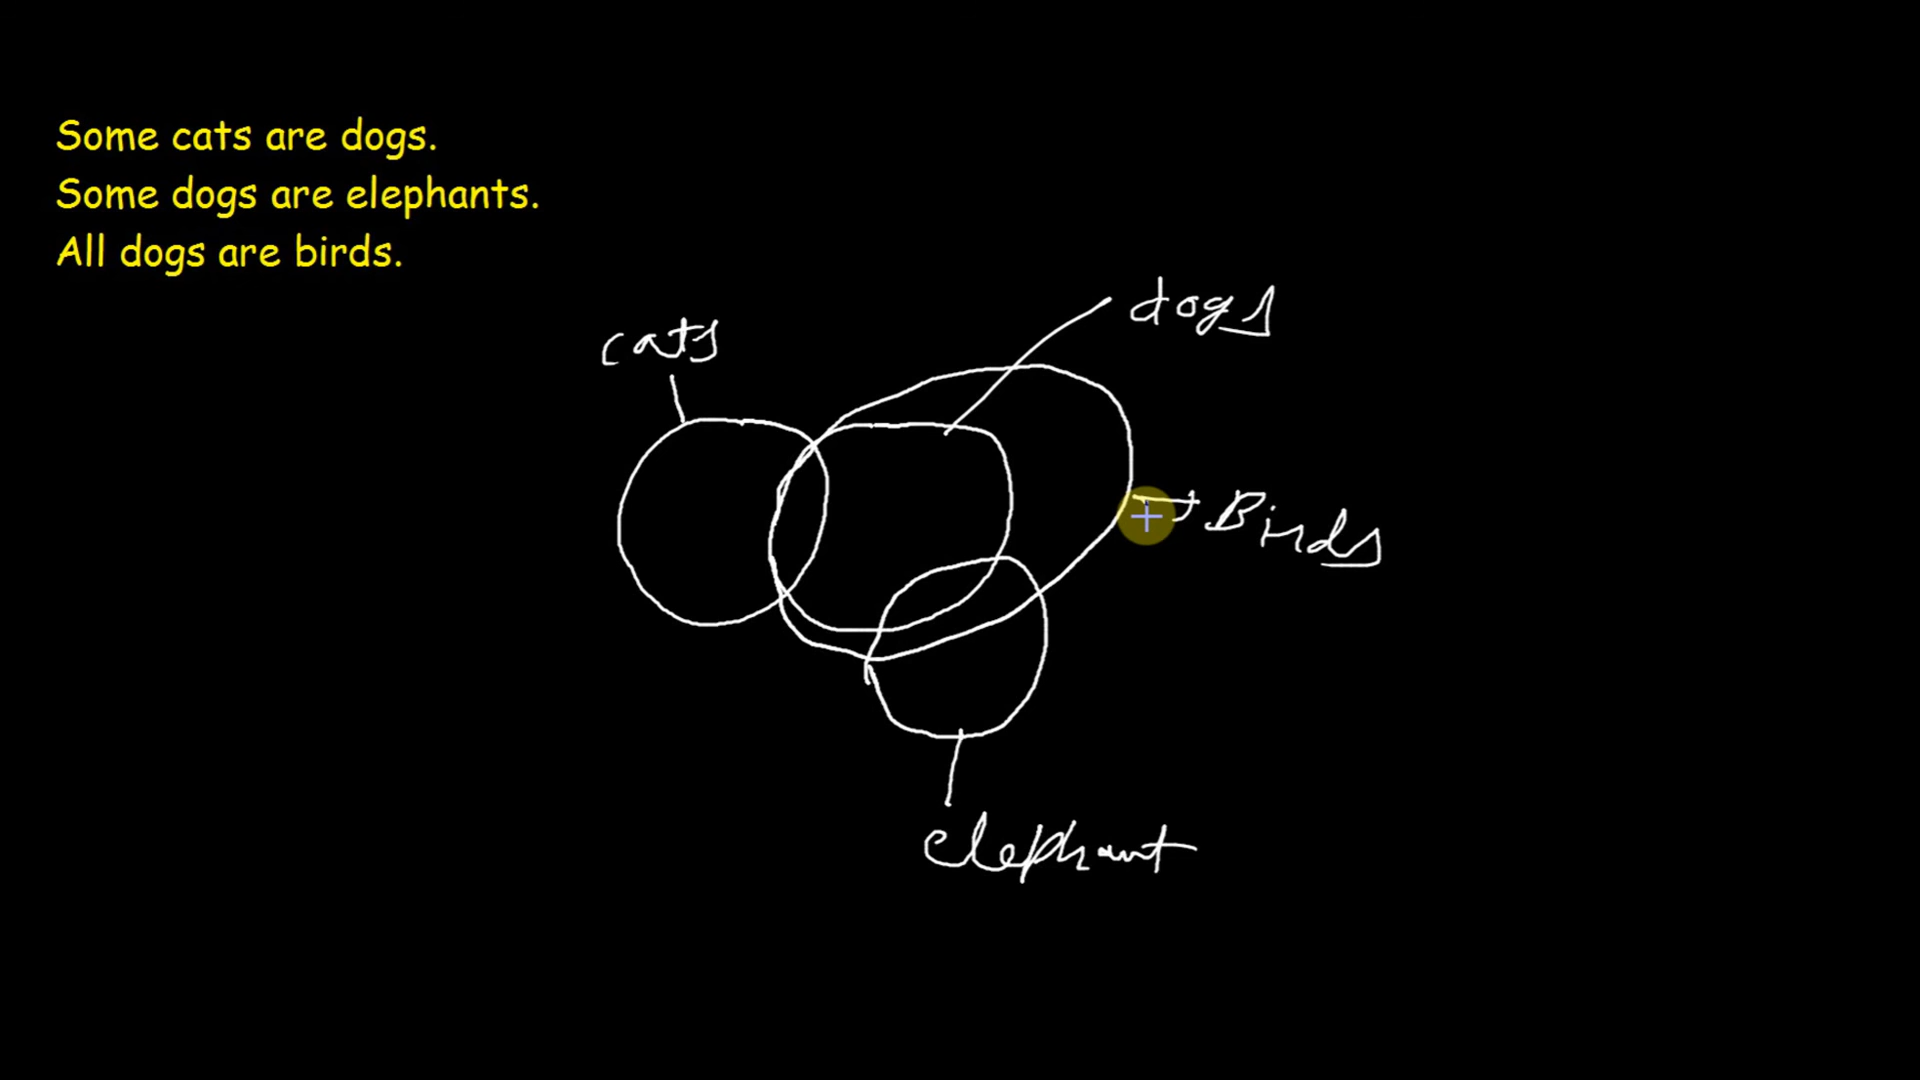 Some cats are dogs.
Some dogs are elephants.
All dogs are birds.
dogs
cats
Birds
elephant